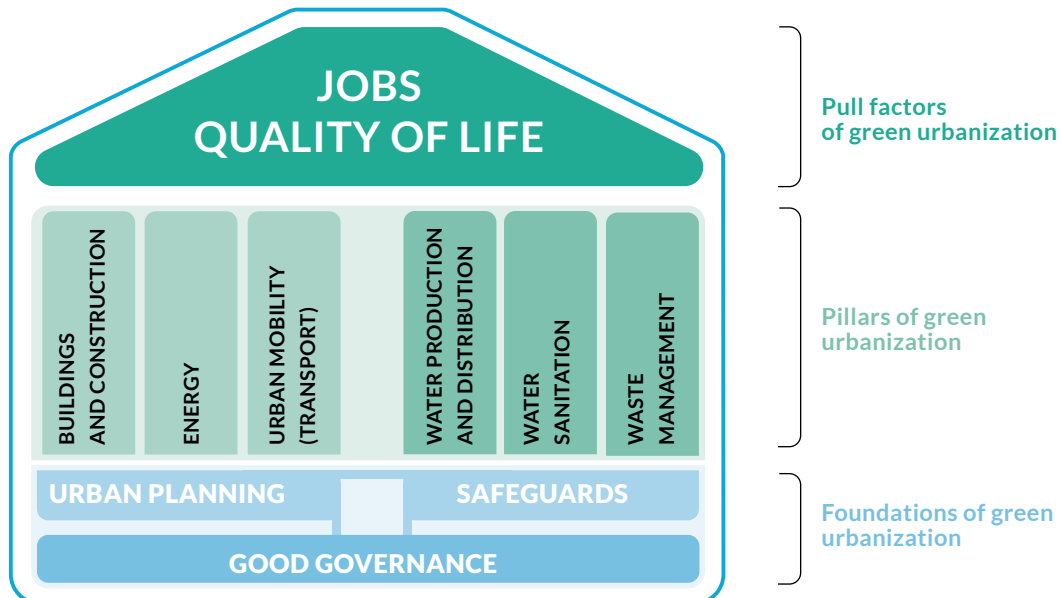 JOBS
QUALITY OF LIFE
Pull factors
of green urbanization
BUILDINGS
AND CONSTRUCTION
ENERGY
URBAN MOBILITY
(TRANSPORT)
WATER PRODUCTION
AND DISTRIBUTION
WATER
SANITATION
WASTE
MANAGEMENT
Pillars of green
urbanization
URBAN PLANNING
SAFEGUARDS
GOOD GOVERNANCE
Foundations of green
urbanization